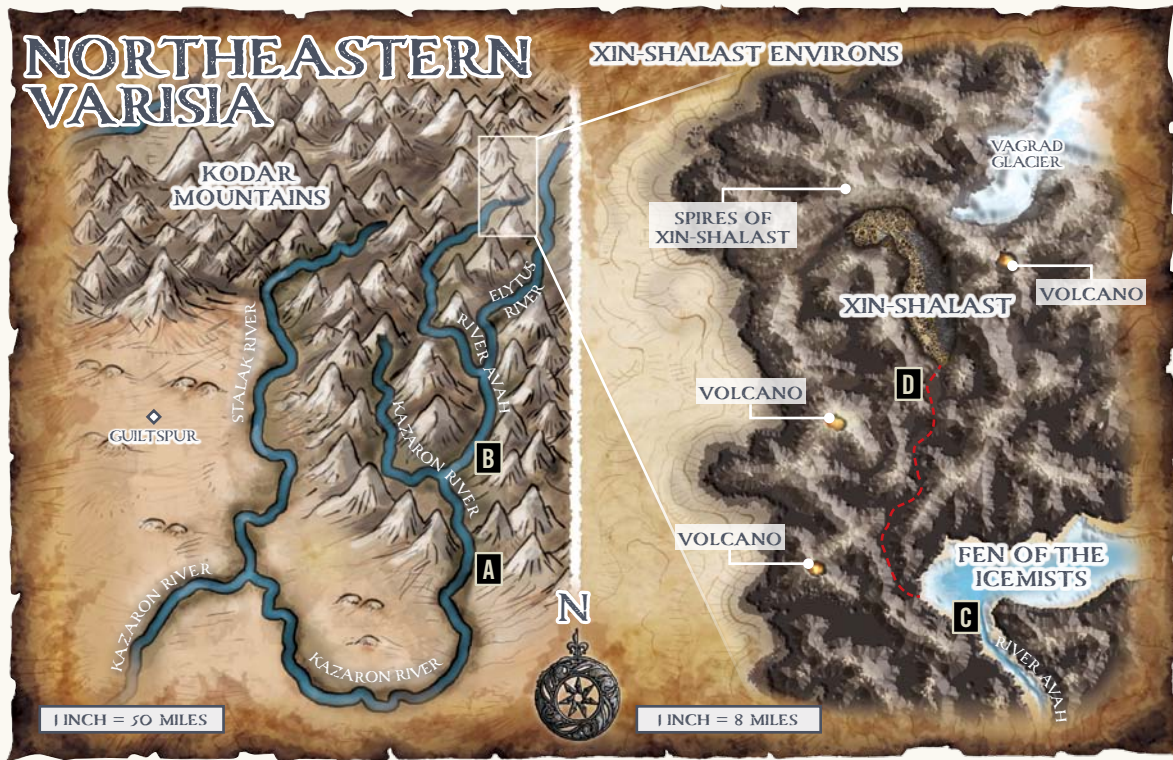 NORTHEASTERN
VARISIA
XIN-SHALAST ENVIRONS
KODAR
MOUNTAINS
VAGRAD
GLACIER
SPIRES OF
XIN-SHALAST
VOLCANO
XIN-SHALAST
ELYTUS
RIVER
RIVER AVAH
STALAK RIVER
GUILTSPUR
KAZARON RIVER
VOLCANO
D
B
A
VOLCANO
FEN OF THE
ICEMISTS
C
RIVER AVAH
KAZARON RIVER
KAZARON RIVER
N
1 INCH = 50 MILES
1 INCH = 8 MILES